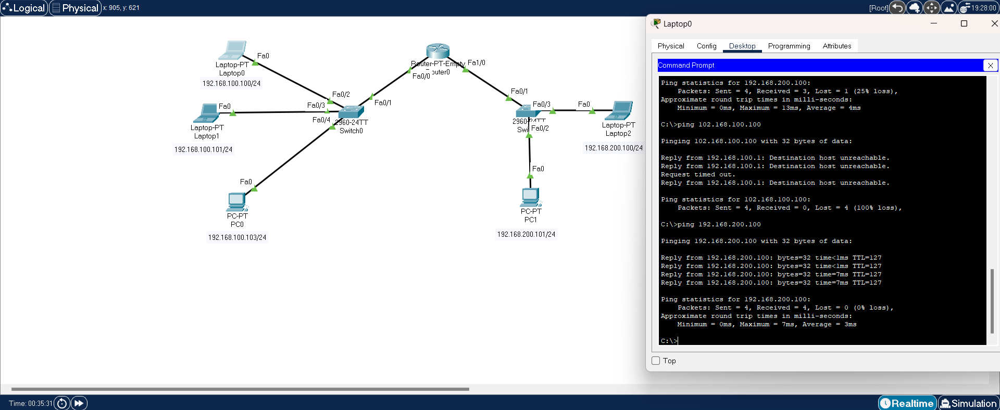 Logical
Physical
x: 905, y: 621
[Root]
19:28:00
Fa0
Laptop-PT
Laptop0
192.168.100.100/24
Fa0/2
Fa0/3
Fa0/1
Fa0
Fa0/4
Laptop-PT
Laptop1
192.168.100.101/24
2960-24TT
Switch0
Fa0
PC-PT
PC0
192.168.100.103/24
Router-PT-Empty
outer0
Fa0/0
Fa1/0
Fa0/1
Fa0/3
Fa0
2960-24TT
Swi
Fa0/2
Laptop-PT
Laptop2
192.168.200.100/24
Fa0
PC-PT
PC1
192.168.200.101/24
Laptop0
Physical
Config
Desktop
Programming
Attributes
Command Prompt
X
Ping statistics for 192.168.200.100:
Packets: Sent = 4, Received = 3, Lost = 1 (25% loss),
Approximate round trip times in milli-seconds:
Minimum = 0ms, Maximum = 13ms, Average = 4ms
C:\>ping 102.168.100.100
Pinging 102.168.100.100 with 32 bytes of data:
Reply from 192.168.100.1: Destination host unreachable.
Reply from 192.168.100.1: Destination host unreachable.
Request timed out.
Reply from 192.168.100.1: Destination host unreachable.
Ping statistics for 102.168.100.100:
Packets: Sent = 4, Received = 0, Lost = 4 (100% loss),
C:\>ping 192.168.200.100
Pinging 192.168.200.100 with 32 bytes of data:
Reply from 192.168.200.100: bytes=32 time<1ms TTL=127
Reply from 192.168.200.100: bytes=32 time<1ms TTL=127
Reply from 192.168.200.100: bytes=32 time=7ms TTL=127
Reply from 192.168.200.100: bytes=32 time=7ms TTL=127
Ping statistics for 192.168.200.100:
Packets: Sent = 4, Received = 4, Lost = 0 (0% loss),
Approximate round trip times in milli-seconds:
Minimum = 0ms, Maximum = 7ms, Average = 3ms
C:\>
Top
Time: 00:35:31
Realtime
Simulation